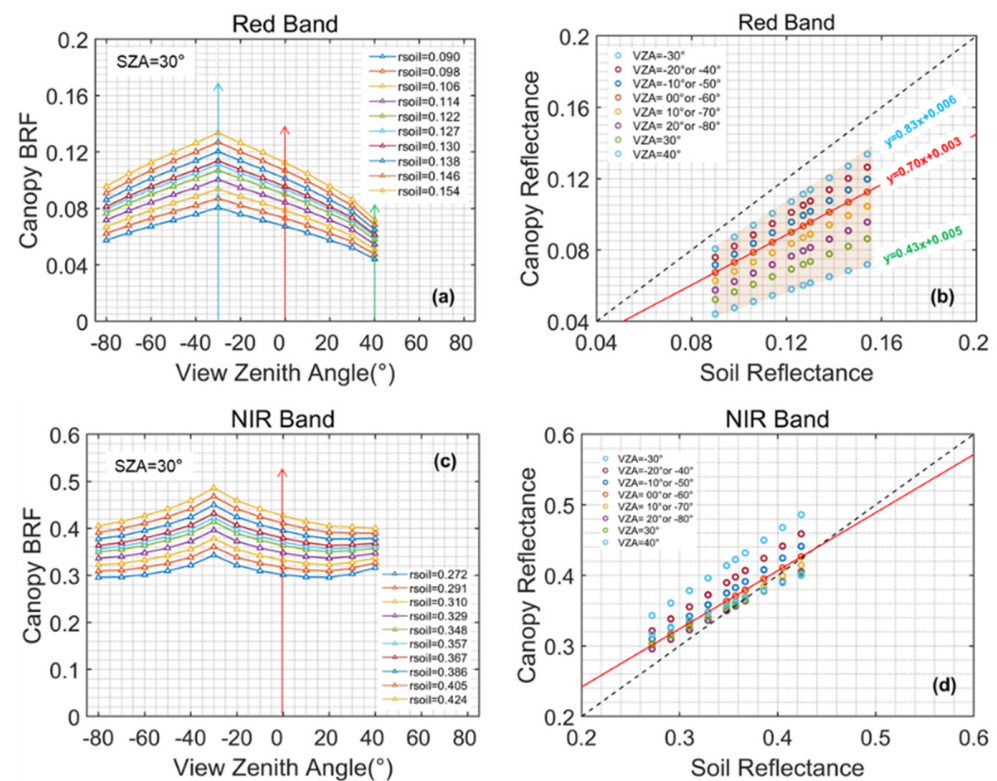 Red Band
0.2
0.16
0.12
0.08
0.04
0
Canopy BRF
SZA=30°
rsoil=0.090
rsoil=0.098
rsoil=0.106
rsoil=0.114
rsoil=0.122
rsoil=0.127
rsoil=0.130
rsoil=0.138
rsoil=0.146
rsoil=0.154
(a)
-80 -60 -40 -20 0 20 40 60 80
View Zenith Angle(°)
Red Band
0.2
0.16
0.12
0.08
0.04
Canopy Reflectance
VZA=-30°
VZA=-20°or -40°
VZA=-10°or -50°
VZA= 00°or -60°
VZA= 10°or -70°
VZA= 20°or -80°
VZA=30°
VZA=40°
y=0.83x+0.006
y=0.70x+0.003
y=0.43x+0.005
(b)
0.04 0.08 0.12 0.16 0.2
Soil Reflectance
NIR Band
0.6
0.5
0.4
0.3
0.2
0.1
0
Canopy BRF
SZA=30°
(c)
rsoil=0.272
rsoil=0.291
rsoil=0.310
rsoil=0.329
rsoil=0.348
rsoil=0.357
rsoil=0.367
rsoil=0.386
rsoil=0.405
rsoil=0.424
-80 -60 -40 -20 0 20 40 60 80
View Zenith Angle(°)
NIR Band
0.6
0.5
0.4
0.3
0.2
Canopy Reflectance
VZA=-30°
VZA=-20°or -40°
VZA=-10°or -50°
VZA= 00°or -60°
VZA= 10°or -70°
VZA= 20°or -80°
VZA=30°
VZA=40°
(d)
0.2 0.3 0.4 0.5 0.6
Soil Reflectance